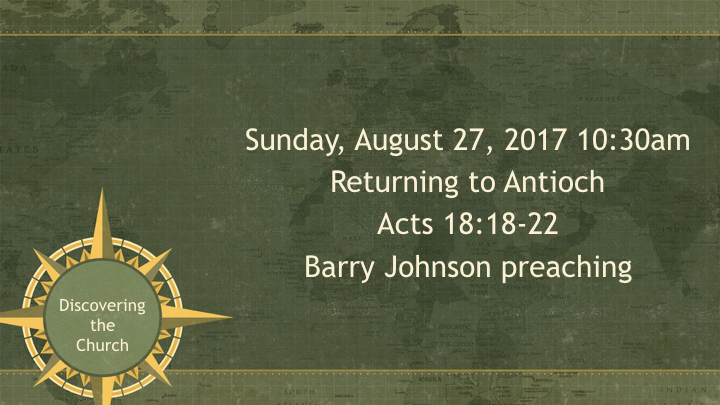 Sunday, August 27, 2017 10:30am
Returning to Antioch
Acts 18:18-22
Barry Johnson preaching
Discovering
the
Church